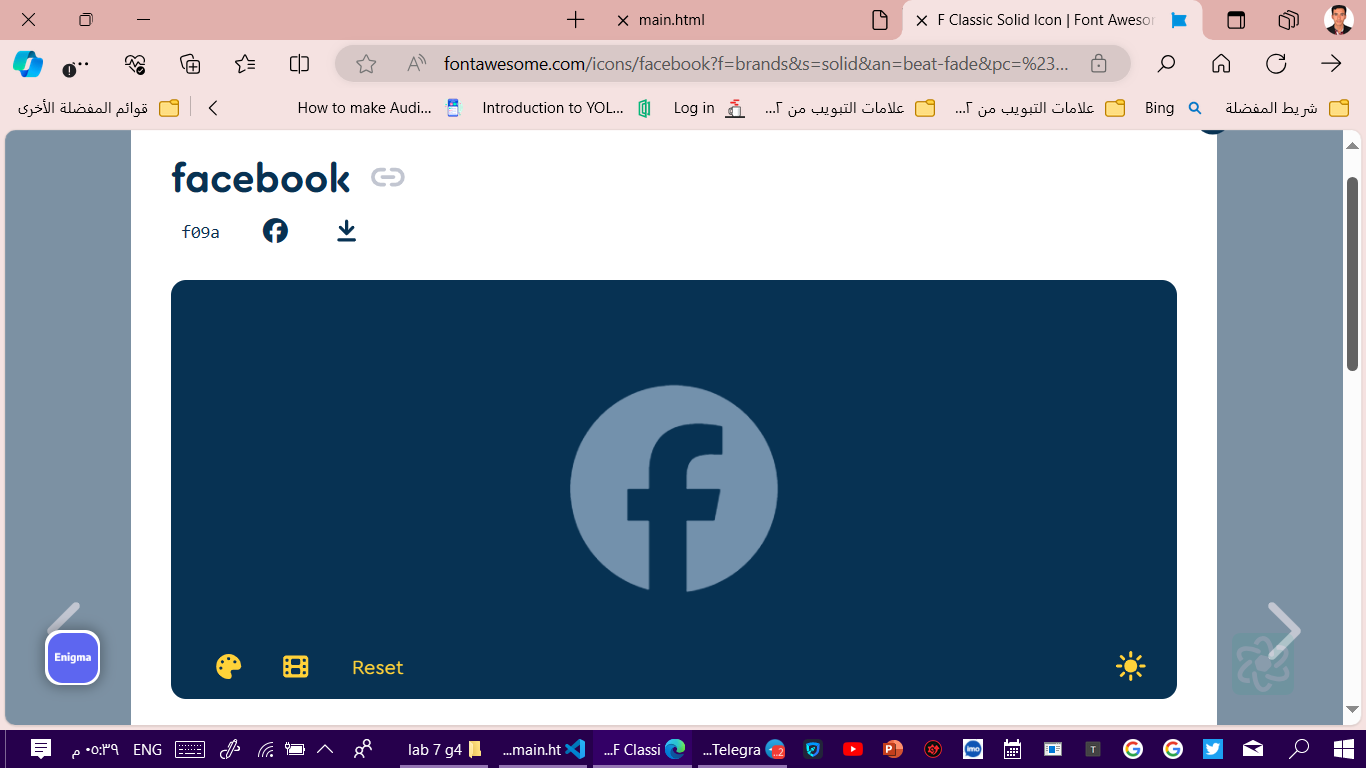 main.html
F Classic Solid Icon | Font Aweson
fontawesome.com/icons/facebook?f=brands&s=solid&an=beat-fade&pc=%23...
شريط المفضلة
Bing
علامات التبويب من ٢...
علامات التبويب من ٢...
Log in
Introduction to YOL...
How to make Audi...
قوائم المفضلة الأخرى
facebook
f09a
Reset
Enigma
٠٥:٣٩ م
ENG
lab 7 g4
...main.ht
...F Classi
...Telegra